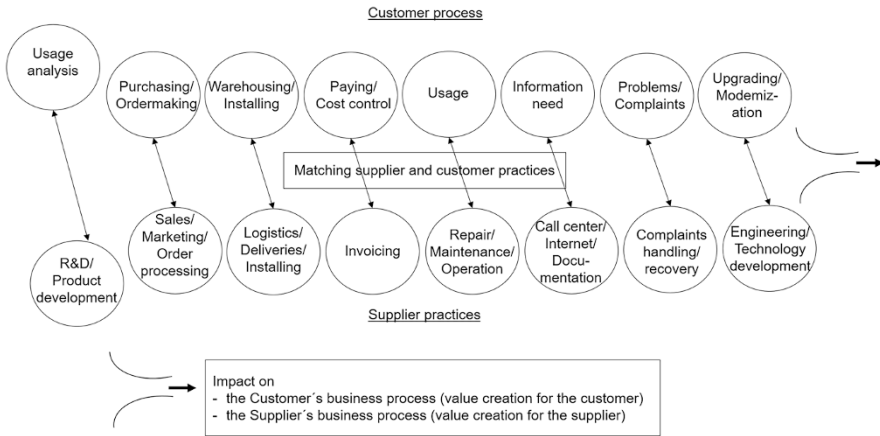 Customer process
Usage
analysis
Purchasing/
Ordermaking
Warehousing/
Installing
Paying/
Cost control
Usage
Information
need
Problems/
Complaints
Upgrading/
Modemiz-
ation
Matching supplier and customer practices
R&D/
Product
development
Sales/
Marketing/
Order
processing
Logistics/
Deliveries/
Installing
Invoicing
Repair/
Maintenance/
Operation
Call center/
Internet/
Docu-
mentation
Complaints
handling/
recovery
Engineering/
Technology
development
Supplier practices
Impact on
- the Customer´s business process (value creation for the customer)
- the Supplier´s business process (value creation for the supplier)